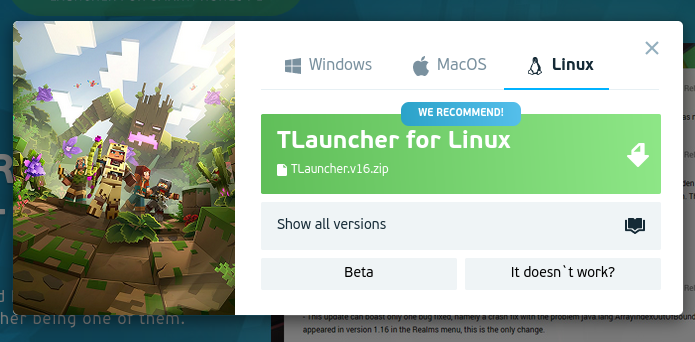 Windows
MacOS
Linux
WE RECOMMEND!
TLauncher for Linux
TLauncher.v16.zip
Show all versions
Beta
It doesn`t work?
her being one of them.
- This update can boast only one bug fixed, namely a crash fix with the problem java.lang.ArrayIndexOutOfBound
appeared in version 1.16 in the Realms menu, this is the only change.